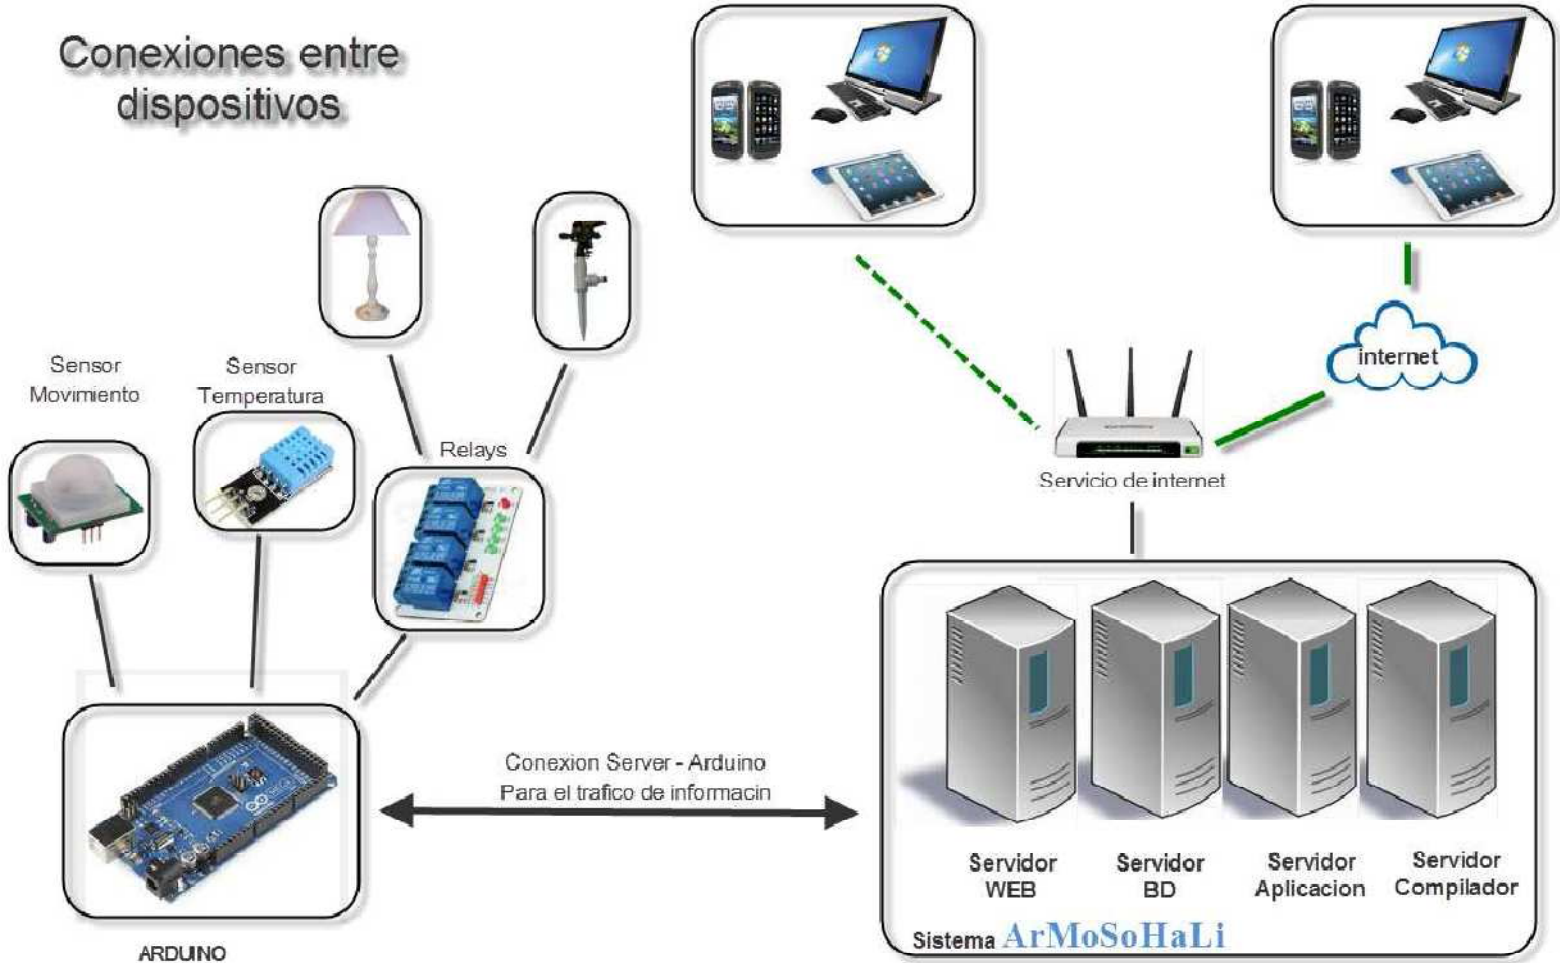 Conexiones entre
dispositivos
Sensor
Movimiento
Sensor
Temperatura
Relays
internet
Servicio de internet
Conexion Server - Arduino
Para el trafico de informacin
Servidor
WEB
Servidor
BD
Servidor
Aplicacion
Servidor
Compilador
Sistema ArMoSoHaLi
ARDUINO